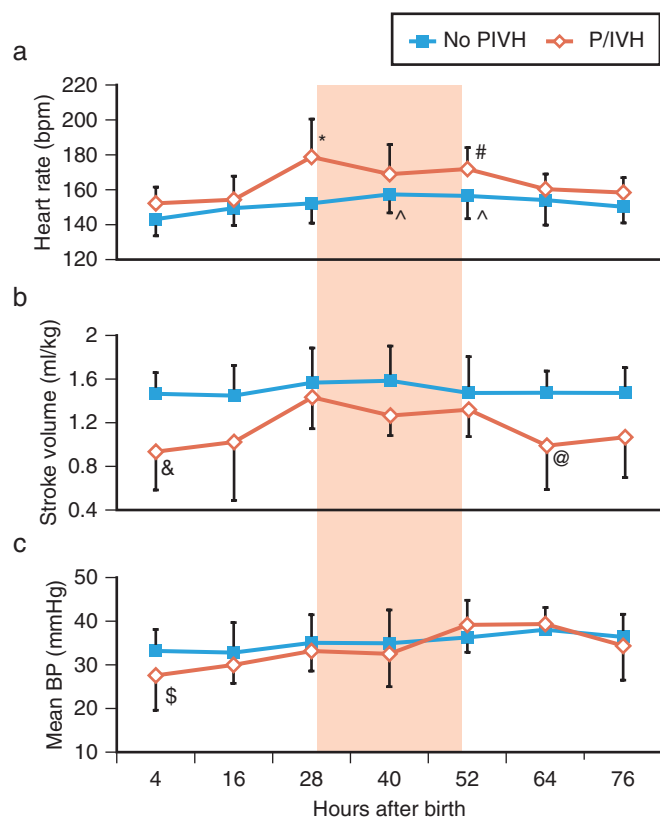 No PIVH P/IVH
a
Heart rate (bpm)
220
200
180
160
140
120
*
#
^ ^
b
Stroke volume (ml/kg)
2
1.6
1.2
0.8
0.4
&
@
c
Mean BP (mmHg)
50
40
30
20
10
$
4 16 28 40 52 64 76
Hours after birth